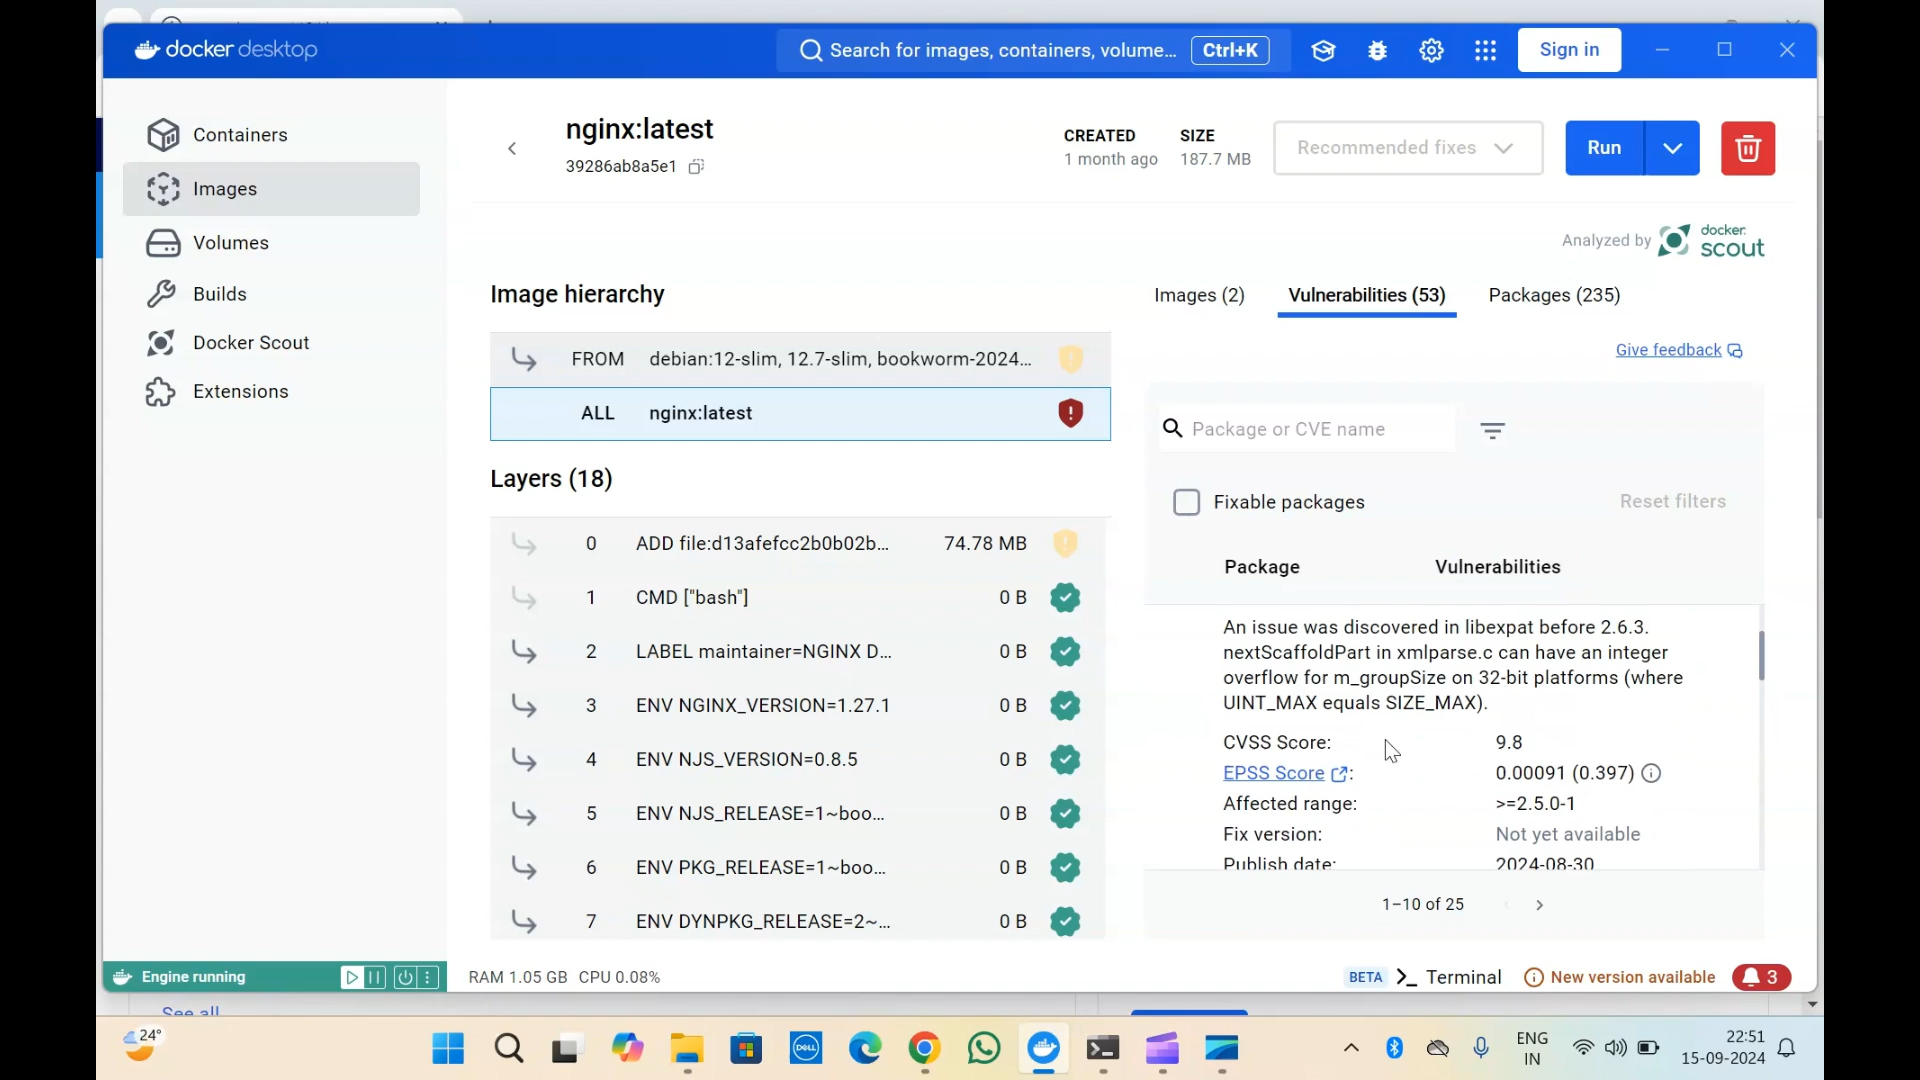 docker desktop
Search for images, containers, volume... Ctrl+K
Sign in
Containers
Images
Volumes
Builds
Docker Scout
Extensions
nginx:latest
39286ab8a5e1
CREATED
1 month ago
SIZE
187.7 MB
Recommended fixes
Run
Analyzed by docker scout
Image hierarchy
FROM debian:12-slim, 12.7-slim, bookworm-2024...
ALL nginx:latest
Layers (18)
0 ADD file:d13afefcc2b0b02b... 74.78 MB
1 CMD ["bash"] 0 B
2 LABEL maintainer=NGINX D... 0 B
3 ENV NGINX_VERSION=1.27.1 0 B
4 ENV NJS_VERSION=0.8.5 0 B
5 ENV NJS_RELEASE=1~boo... 0 B
6 ENV PKG_RELEASE=1~boo... 0 B
7 ENV DYNPKG_RELEASE=2~... 0 B
Images (2) Vulnerabilities (53) Packages (235)
Give feedback
Package or CVE name
Fixable packages Reset filters
Package Vulnerabilities
An issue was discovered in libexpat before 2.6.3.
nextScaffoldPart in xmlparse.c can have an integer
overflow for m_groupSize on 32-bit platforms (where
UINT_MAX equals SIZE_MAX).
CVSS Score: 9.8
EPSS Score : 0.00091 (0.397)
Affected range: >=2.5.0-1
Fix version: Not yet available
Publish date: 2024-08-30
1–10 of 25
Engine running
RAM 1.05 GB CPU 0.08%
BETA >_ Terminal
New version available
3
See all
24°
DELL
ENG
IN
22:51
15-09-2024